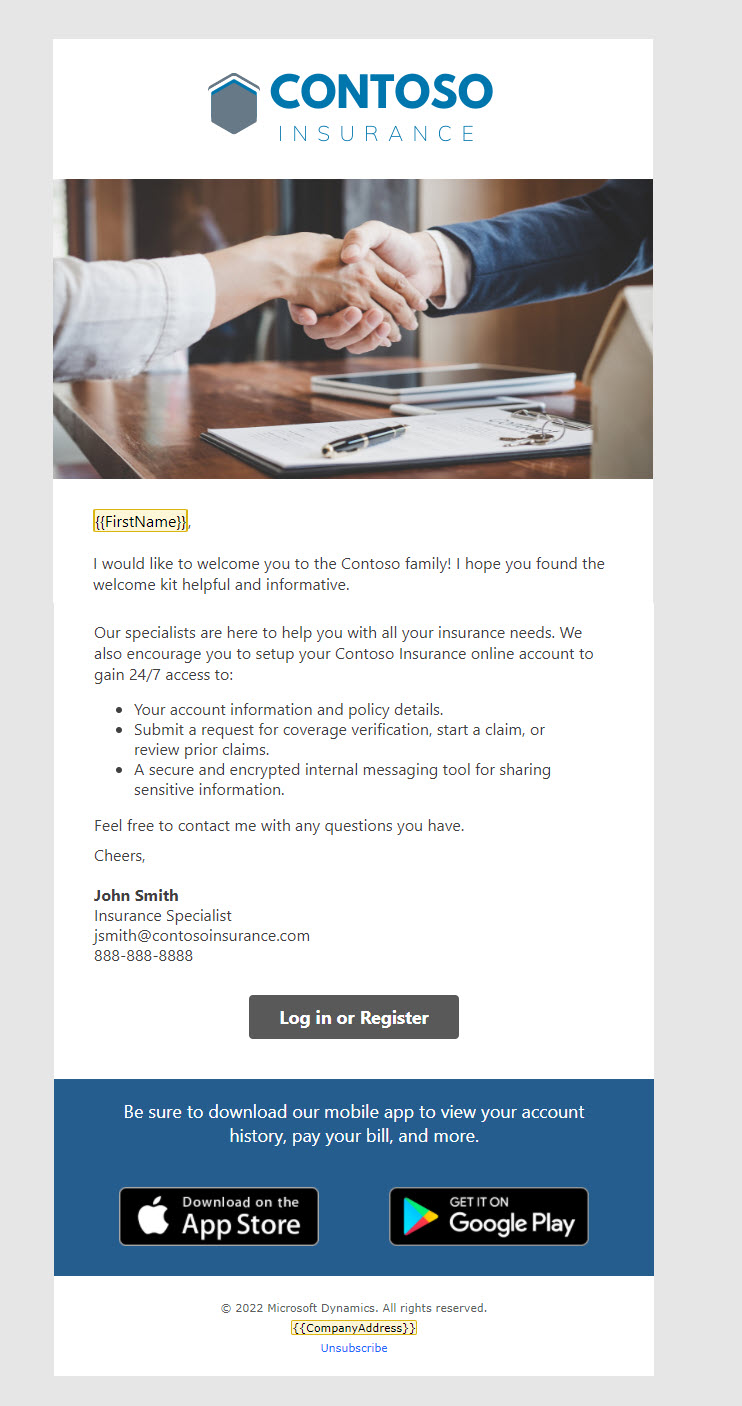 CONTOSO
INSURANCE
{{FirstName}},
I would like to welcome you to the Contoso family! I hope you found the
welcome kit helpful and informative.
Our specialists are here to help you with all your insurance needs. We
also encourage you to setup your Contoso Insurance online account to
gain 24/7 access to:
• Your account information and policy details.
• Submit a request for coverage verification, start a claim, or
review prior claims.
• A secure and encrypted internal messaging tool for sharing
sensitive information.
Feel free to contact me with any questions you have.
Cheers,
John Smith
Insurance Specialist
jsmith@contosoinsurance.com
888-888-8888
Log in or Register
Be sure to download our mobile app to view your account
history, pay your bill, and more.
Download on the
App Store
GET IT ON
Google Play
© 2022 Microsoft Dynamics. All rights reserved.
{{CompanyAddress}}
Unsubscribe